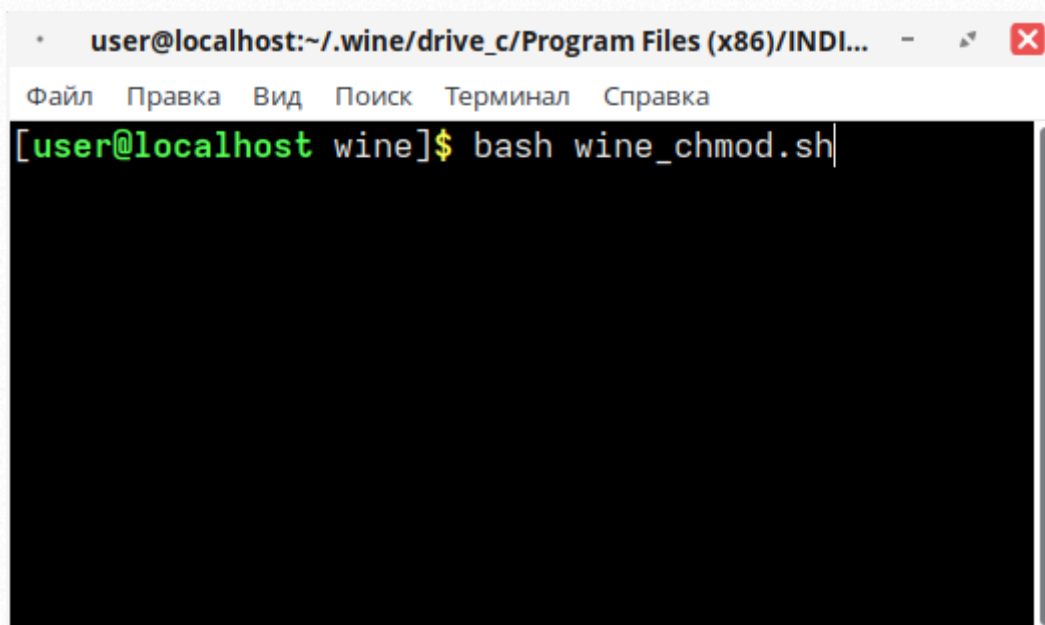 user@localhost:~/.wine/drive_c/Program Files (x86)/INDI...
Файл Правка Вид Поиск Терминал Справка
[user@localhost wine]$ bash wine_chmod.sh